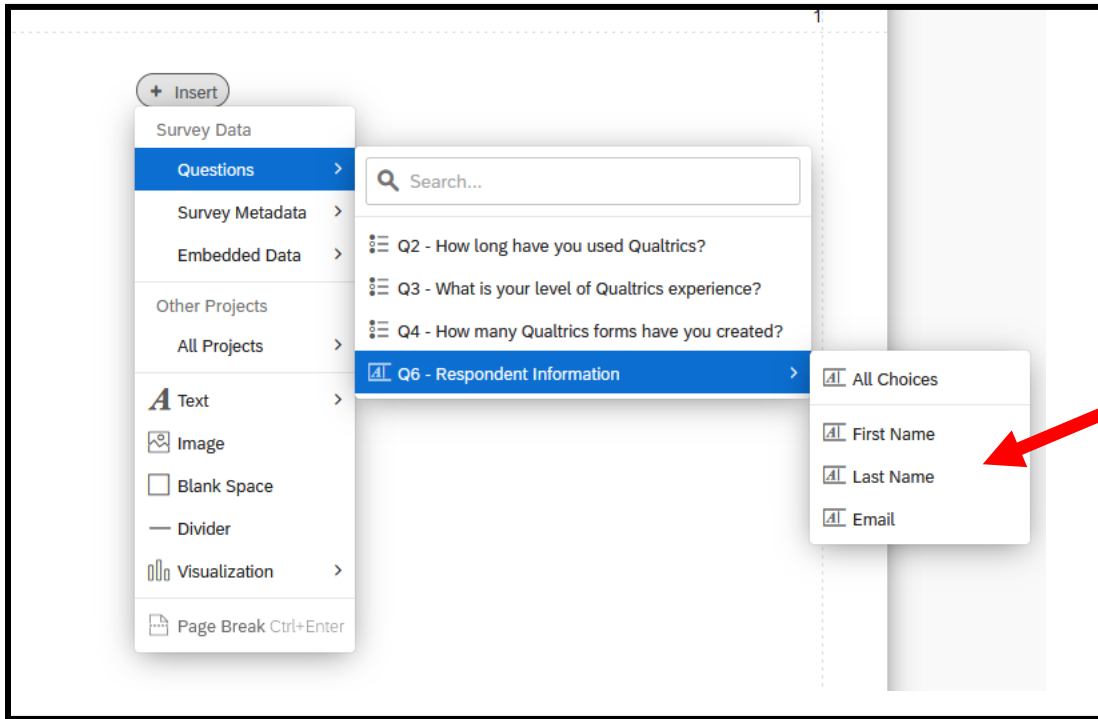 1
+ Insert
Survey Data
Questions
Survey Metadata
Embedded Data
Other Projects
All Projects
A Text
Image
Blank Space
Divider
Visualization
Page Break Ctrl+Enter
Search...
Q2 - How long have you used Qualtrics?
Q3 - What is your level of Qualtrics experience?
Q4 - How many Qualtrics forms have you created?
Q6 - Respondent Information
All Choices
First Name
Last Name
Email